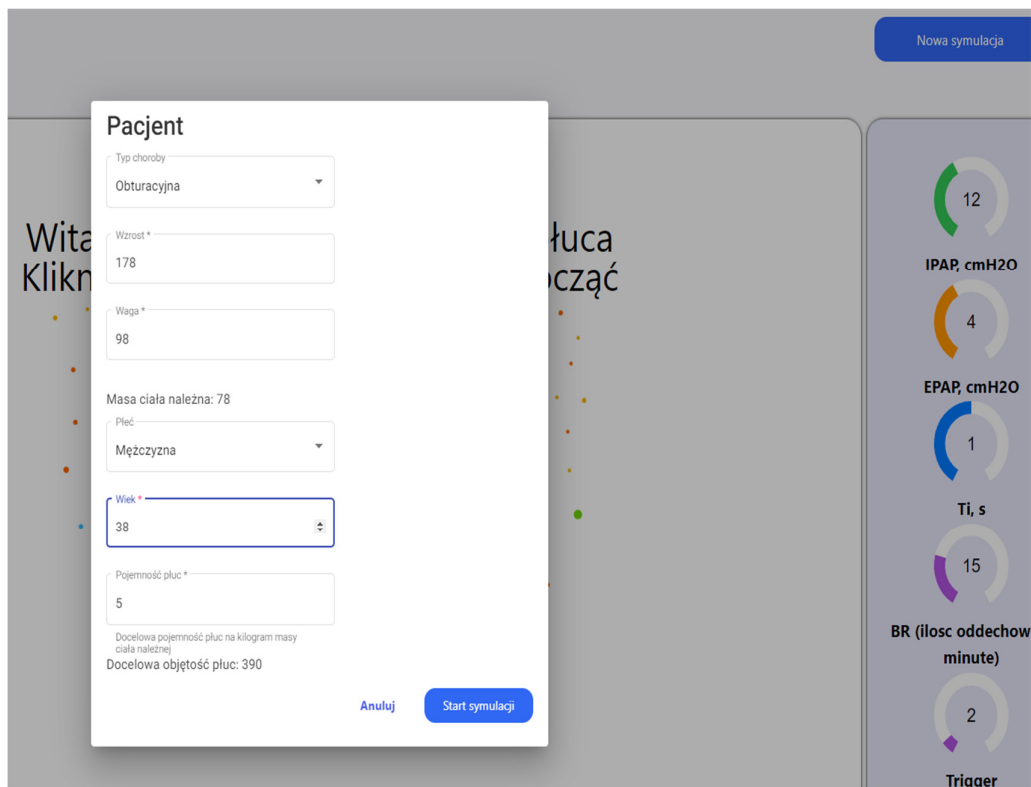 Nowa symulacja
Pacjent
Typ choroby
Obturacyjna
Wzrost *
178
Waga *
98
Masa ciała należna: 78
Płeć
Mężczyzna
Wiek *
38
Pojemność płuc *
5
Docelowa pojemność płuc na kilogram masy
ciała należnej
Docelowa objętość płuc: 390
Anuluj
Start symulacji
12
IPAP, cmH2O
4
EPAP, cmH2O
1
Ti, s
15
BR (ilosc oddechow
minute)
2
Trigger